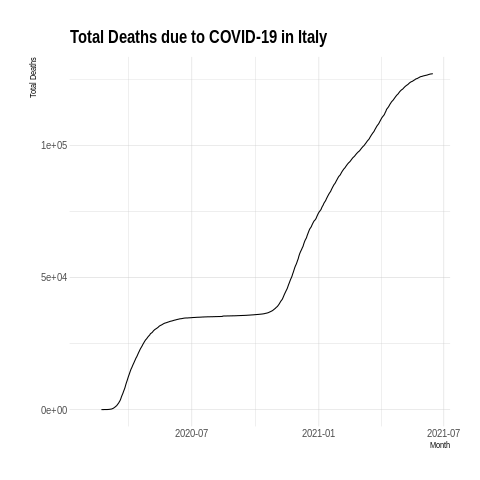 Total Deaths due to COVID-19 in Italy
Total Deaths
1e+05
5e+04
0e+00
2020-07 2021-01 2021-07
Month